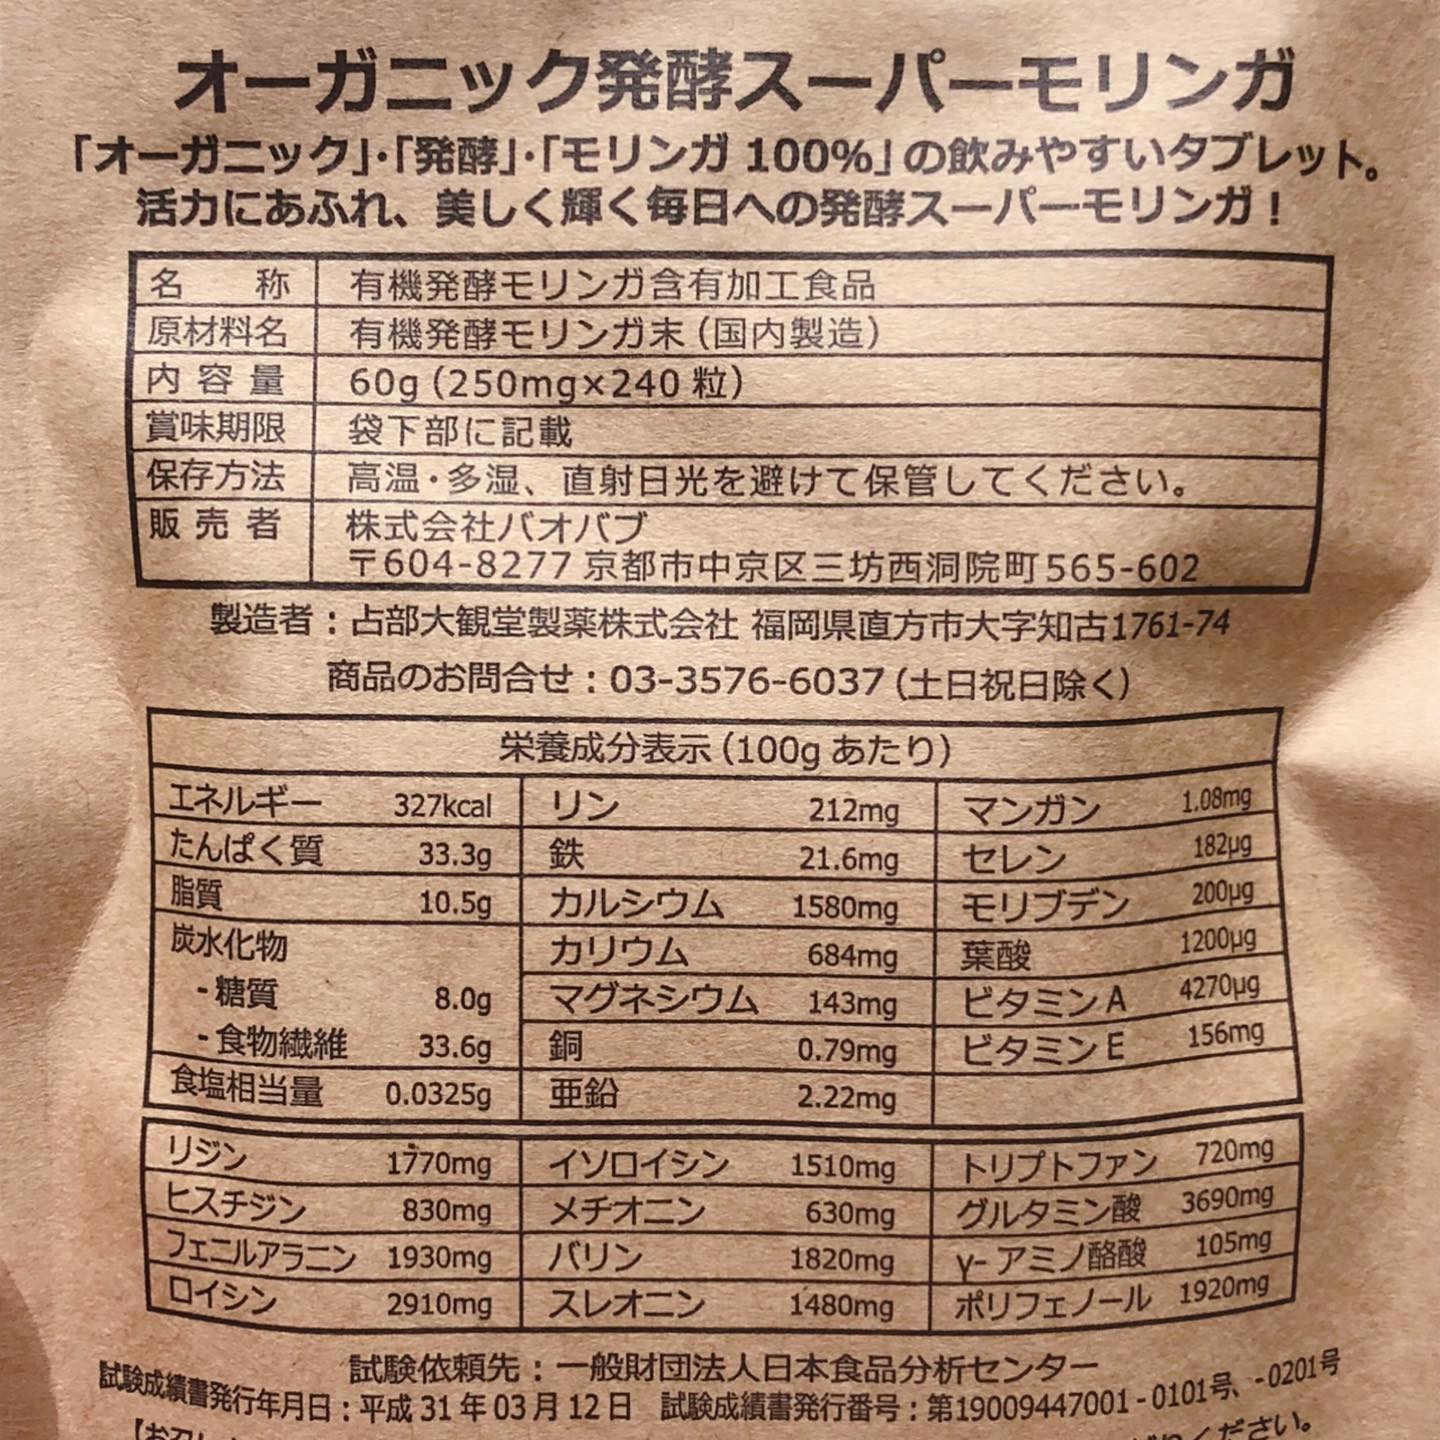 オーガニック発酵スーパーモリンガ
「オーガニック」・「発酵」・「モリンガ 100%」の飲みやすいタブレット。
活力にあふれ、美しく輝く毎日への発酵スーパーモリンガ！
名称 有機発酵モリンガ含有加工食品
原材料名 有機発酵モリンガ末（国内製造）
内容量 60g（250mg×240 粒）
賞味期限 袋下部に記載
保存方法 高温・多湿、直射日光を避けて保管してください。
販売者 株式会社バオバブ
〒604-8277 京都市中京区三坊西洞院町565-602
製造者：占部大観堂製薬株式会社 福岡県直方市大字知古1761-74
商品のお問合せ：03-3576-6037（土日祝日除く）
栄養成分表示（100g あたり）
エネルギー 327kcal リン 212mg マンガン 1.08mg
たんぱく質 33.3g 鉄 21.6mg セレン 182μg
脂質 10.5g カルシウム 1580mg モリブデン 200μg
炭水化物 カリウム 684mg 葉酸 1200μg
- 糖質 8.0g マグネシウム 143mg ビタミン A 4270μg
- 食物繊維 33.6g 銅 0.79mg ビタミン E 156mg
食塩相当量 0.0325g 亜鉛 2.22mg
リジン 1770mg イソロイシン 1510mg トリプトファン 720mg
ヒスチジン 830mg メチオニン 630mg グルタミン酸 3690mg
フェニルアラニン 1930mg バリン 1820mg γ- アミノ酪酸 105mg
ロイシン 2910mg スレオニン 1480mg ポリフェノール 1920mg
試験依頼先：一般財団法人日本食品分析センター
試験成績書発行年月日：平成 31 年 03 月 12 日 試験成績書発行番号：第19009447001 - 0101号、- 0201号
ください。